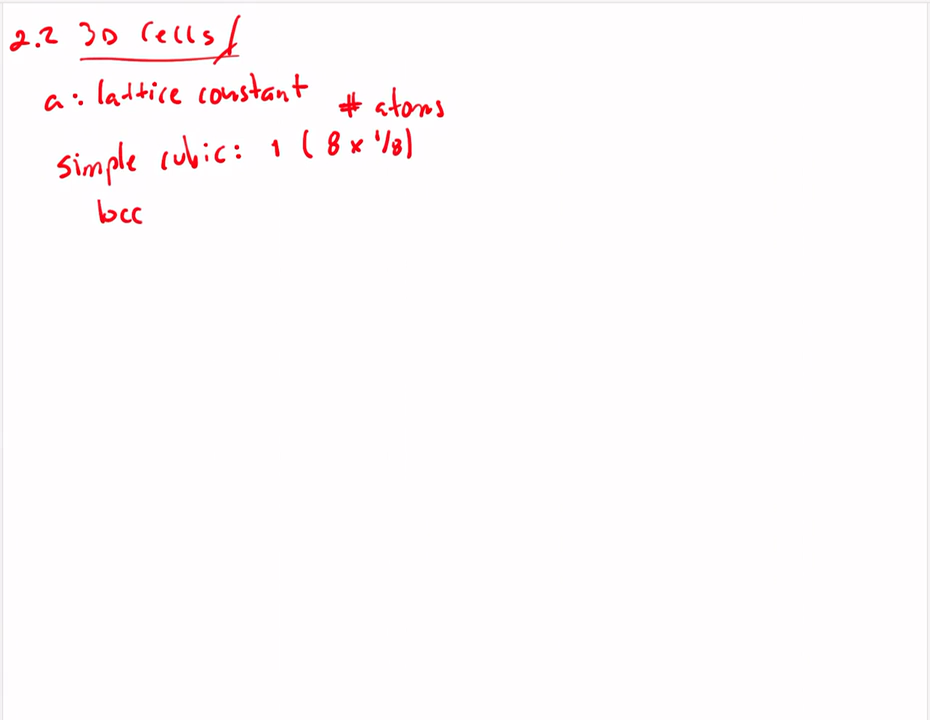 2.2 3D Cells
a: lattice constant
# atoms
simple cubic: 1 (8 x 1/8)
bcc